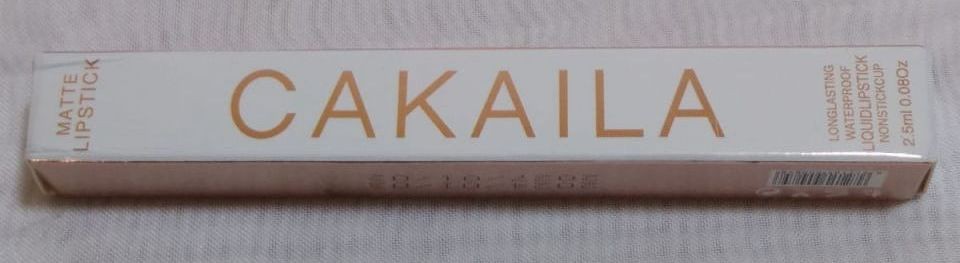 MATTE
LIPSTICK
CAKAILA
LONGLASTING
WATERPROOF
LIQUIDLIPSTICK
NONSTICKCUP
2.5ml 0.08Oz